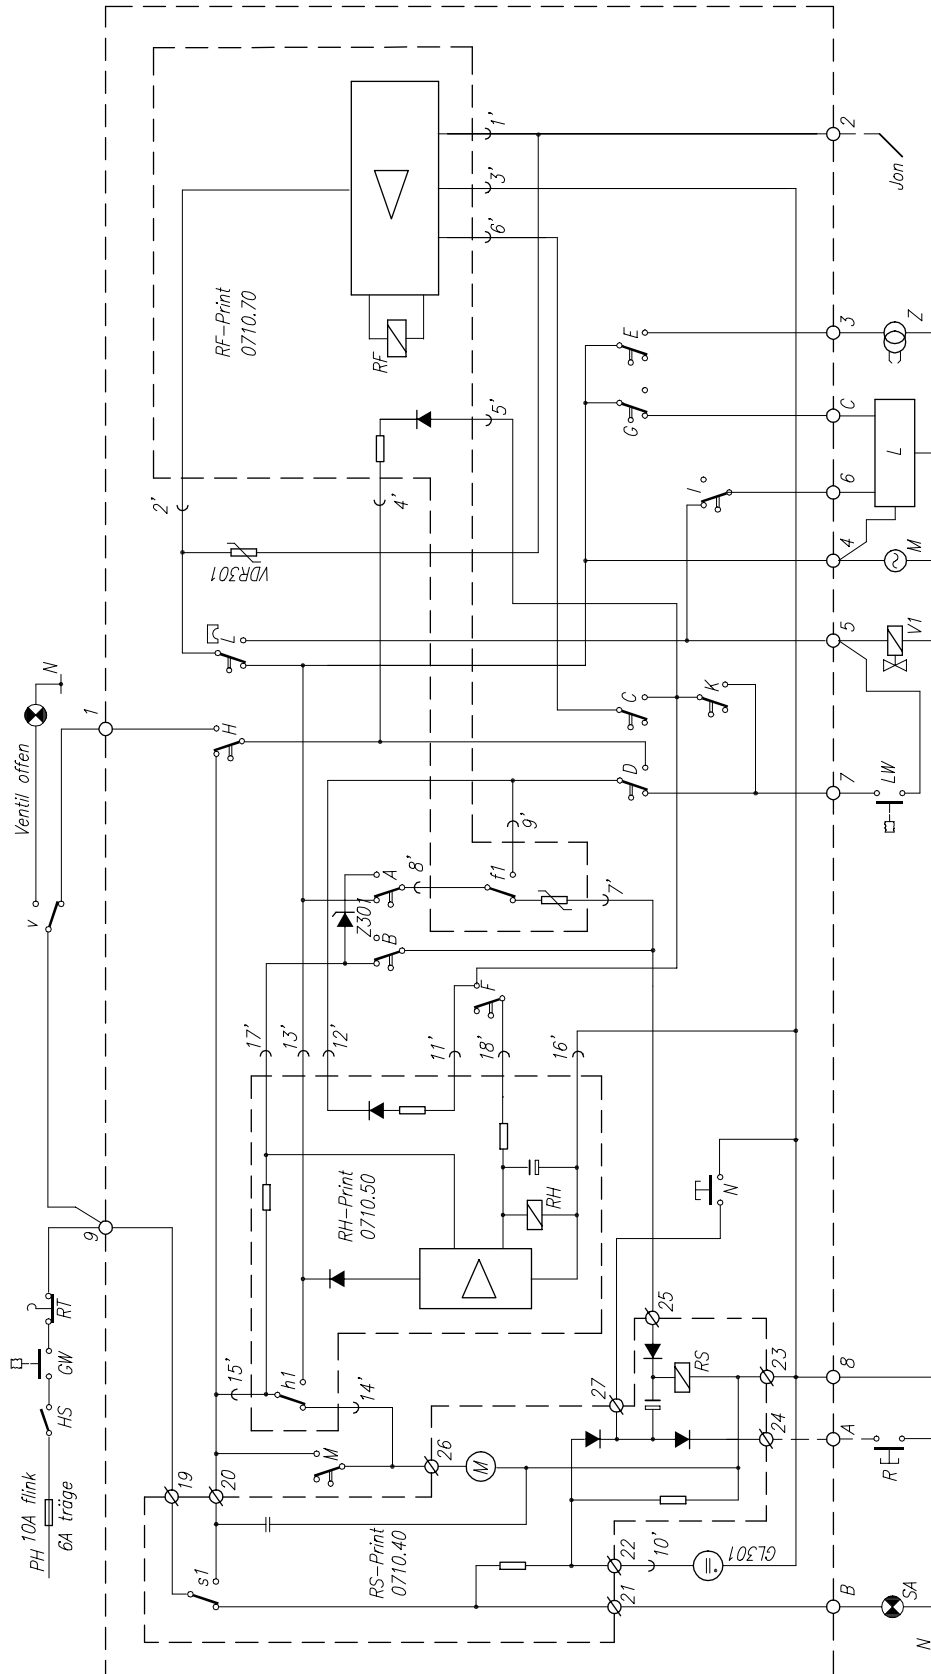 PH 10A flink
6A träge
HS
GW
RT
9
v
Ventil offen
N
1
RF-Print
0710.70
RF
1'
3'
6'
5'
4'
2'
VDR301
L
H
D
C
K
I
G
E
9'
f1
8'
A
7'
Z301
B
F
17'
13'
12'
11'
18'
16'
RH-Print
0710.50
RH
h1
15'
14'
M
26
M
19
20
s1
RS-Print
0710.40
21
22
10'
GL301
27
25
RS
23
24
N
2
Jon
3
Z
C
6
L
4
M
5
V1
7
LW
8
A
R
B
SA
N